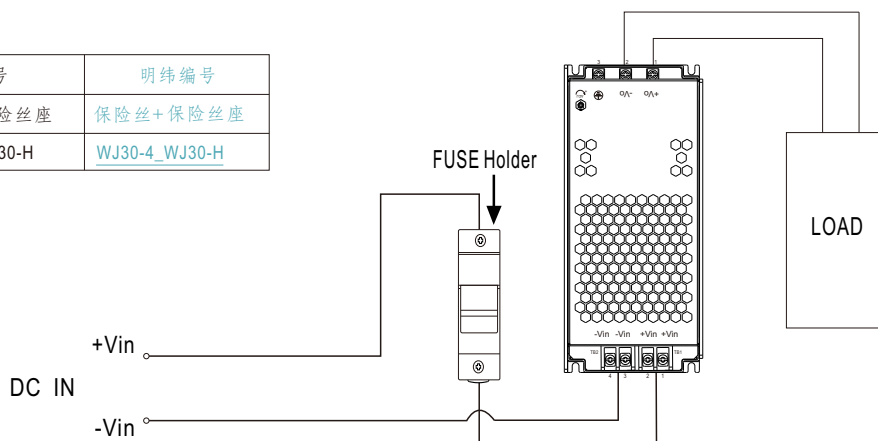 号 明纬编号
险丝座 保险丝+保险丝座
30-H WJ30-4_WJ30-H
FUSE Holder
3 2 1
-Vo +Vo
LOAD
-Vin -Vin +Vin +Vin
TB2 TB1
4 3 2 1
+Vin
DC IN
-Vin